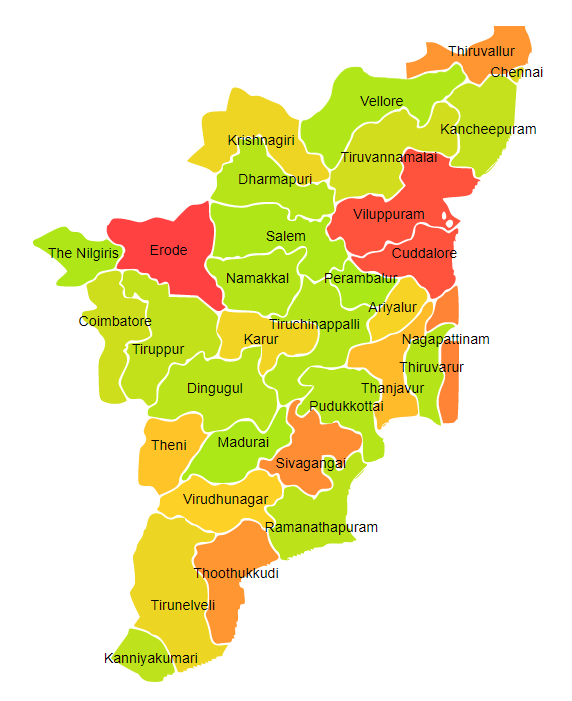 Thiruvallur
Chennai
Vellore
Kancheepuram
Krishnagiri
Tiruvannamalai
Dharmapuri
Viluppuram
Salem
The Nilgiris
Erode
Cuddalore
Namakkal
Perambalur
Ariyalur
Coimbatore
Tiruchinappalli
Karur
Nagapattinam
Tiruppur
Thiruvarur
Dingugul
Thanjavur
Pudukkottai
Theni
Madurai
Sivagangai
Virudhunagar
Ramanathapuram
Thoothukkudi
Tirunelveli
Kanniyakumari